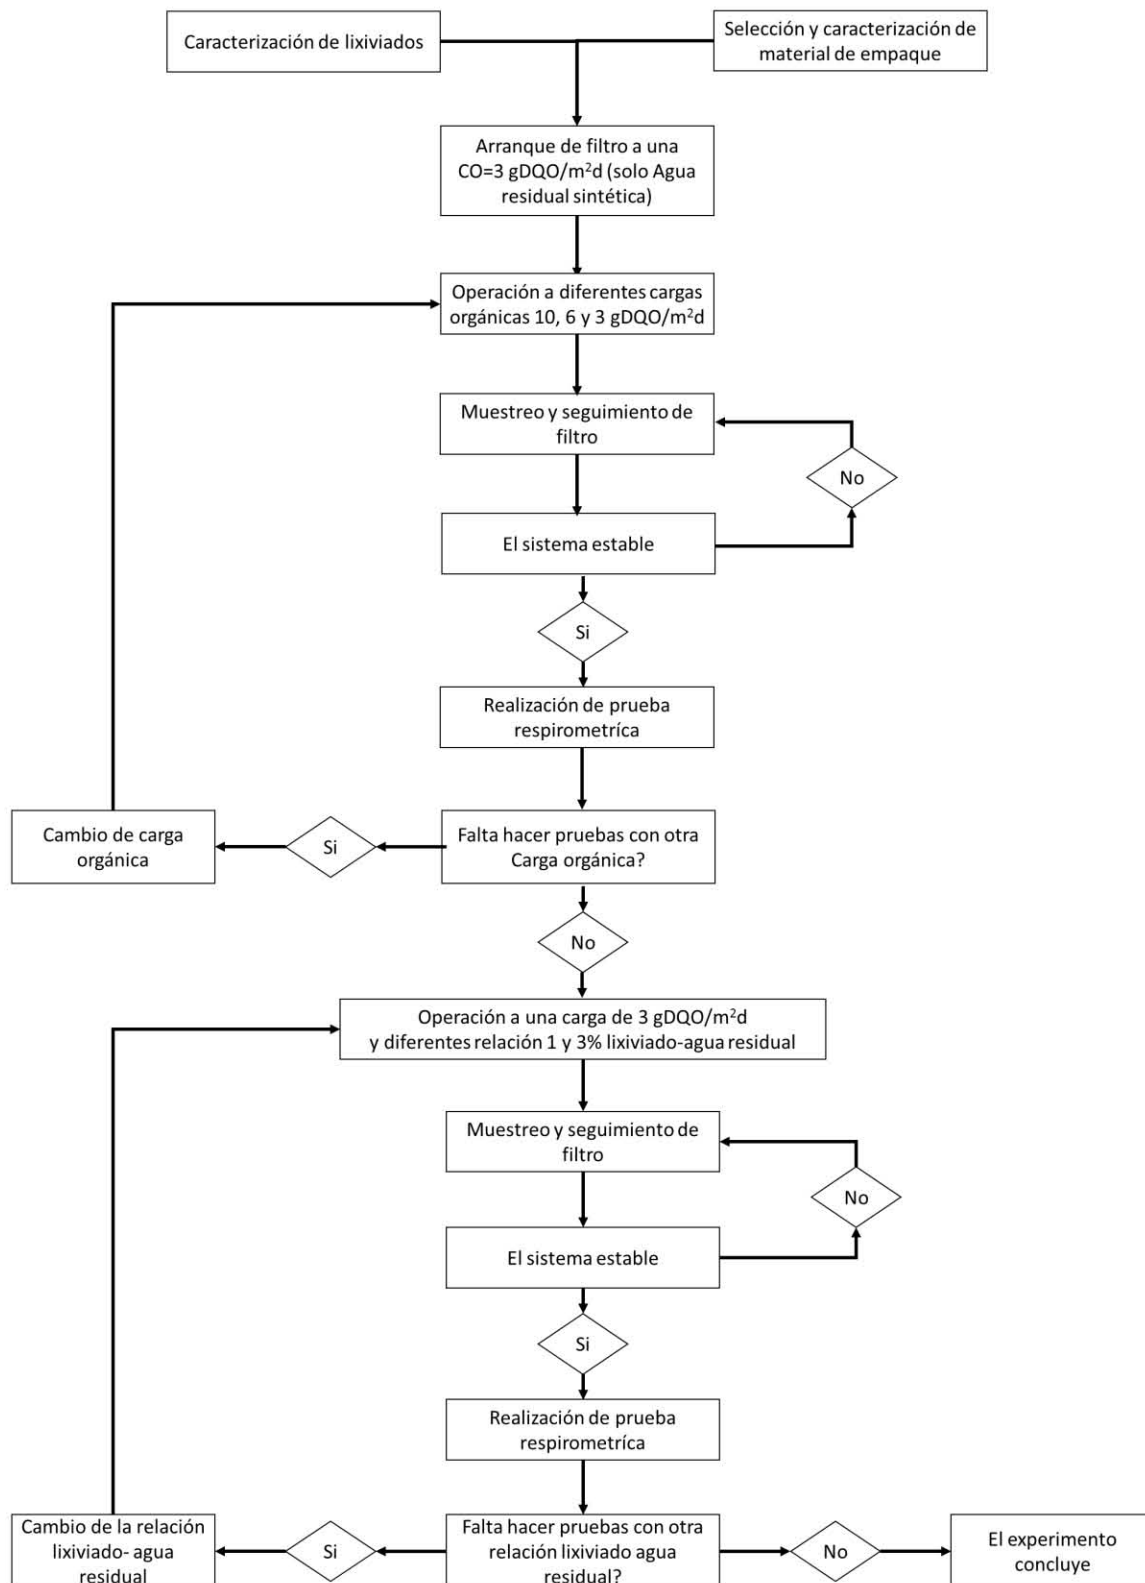 Caracterización de lixiviados
Selección y caracterización de
material de empaque
Arranque de filtro a una
CO=3 gDQO/m²d (solo Agua
residual sintética)
Operación a diferentes cargas
orgánicas 10, 6 y 3 gDQO/m²d
Muestreo y seguimiento de
filtro
No
El sistema estable
Si
Realización de prueba
respirometríca
Falta hacer pruebas con otra
Carga orgánica?
Si
Cambio de carga
orgánica
No
Operación a una carga de 3 gDQO/m²d
y diferentes relación 1 y 3% lixiviado-agua residual
Muestreo y seguimiento de
filtro
No
El sistema estable
Si
Realización de prueba
respirometríca
Cambio de la relación
lixiviado- agua
residual
Si
Falta hacer pruebas con otra
relación lixiviado agua
residual?
No
El experimento
concluye